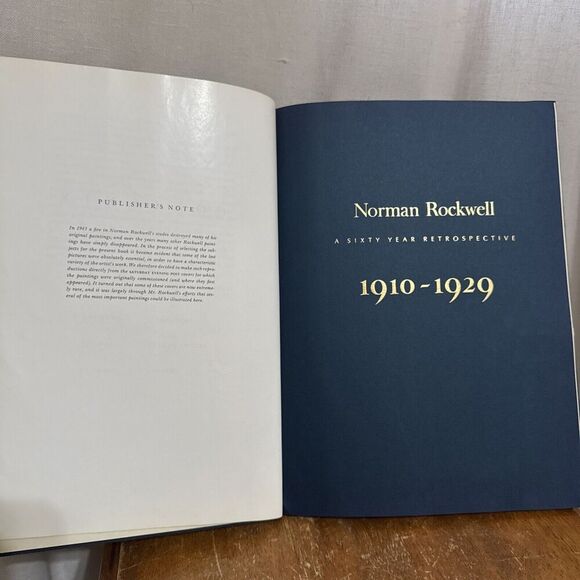 PUBLISHER'S NOTE
In 1943 a fire in Norman Rockwell's studio destroyed many of his
original paintings, and over the years many other Rockwell paint-
ings have simply disappeared. In the process of selecting the sub-
jects for the present book it became evident that some of the lost
pictures were absolutely essential, in order to have a characteristic
variety of the artist's work. We therefore decided to make such repro-
ductions directly from the SATURDAY EVENING POST covers for which
the paintings were originally commissioned (and where they first
appeared). It turned out that some of these covers are now extreme-
ly rare, and it was largely through Mr. Rockwell's efforts that sev-
eral of the most important paintings could be illustrated here.
Norman Rockwell
A SIXTY YEAR RETROSPECTIVE
1910-1929